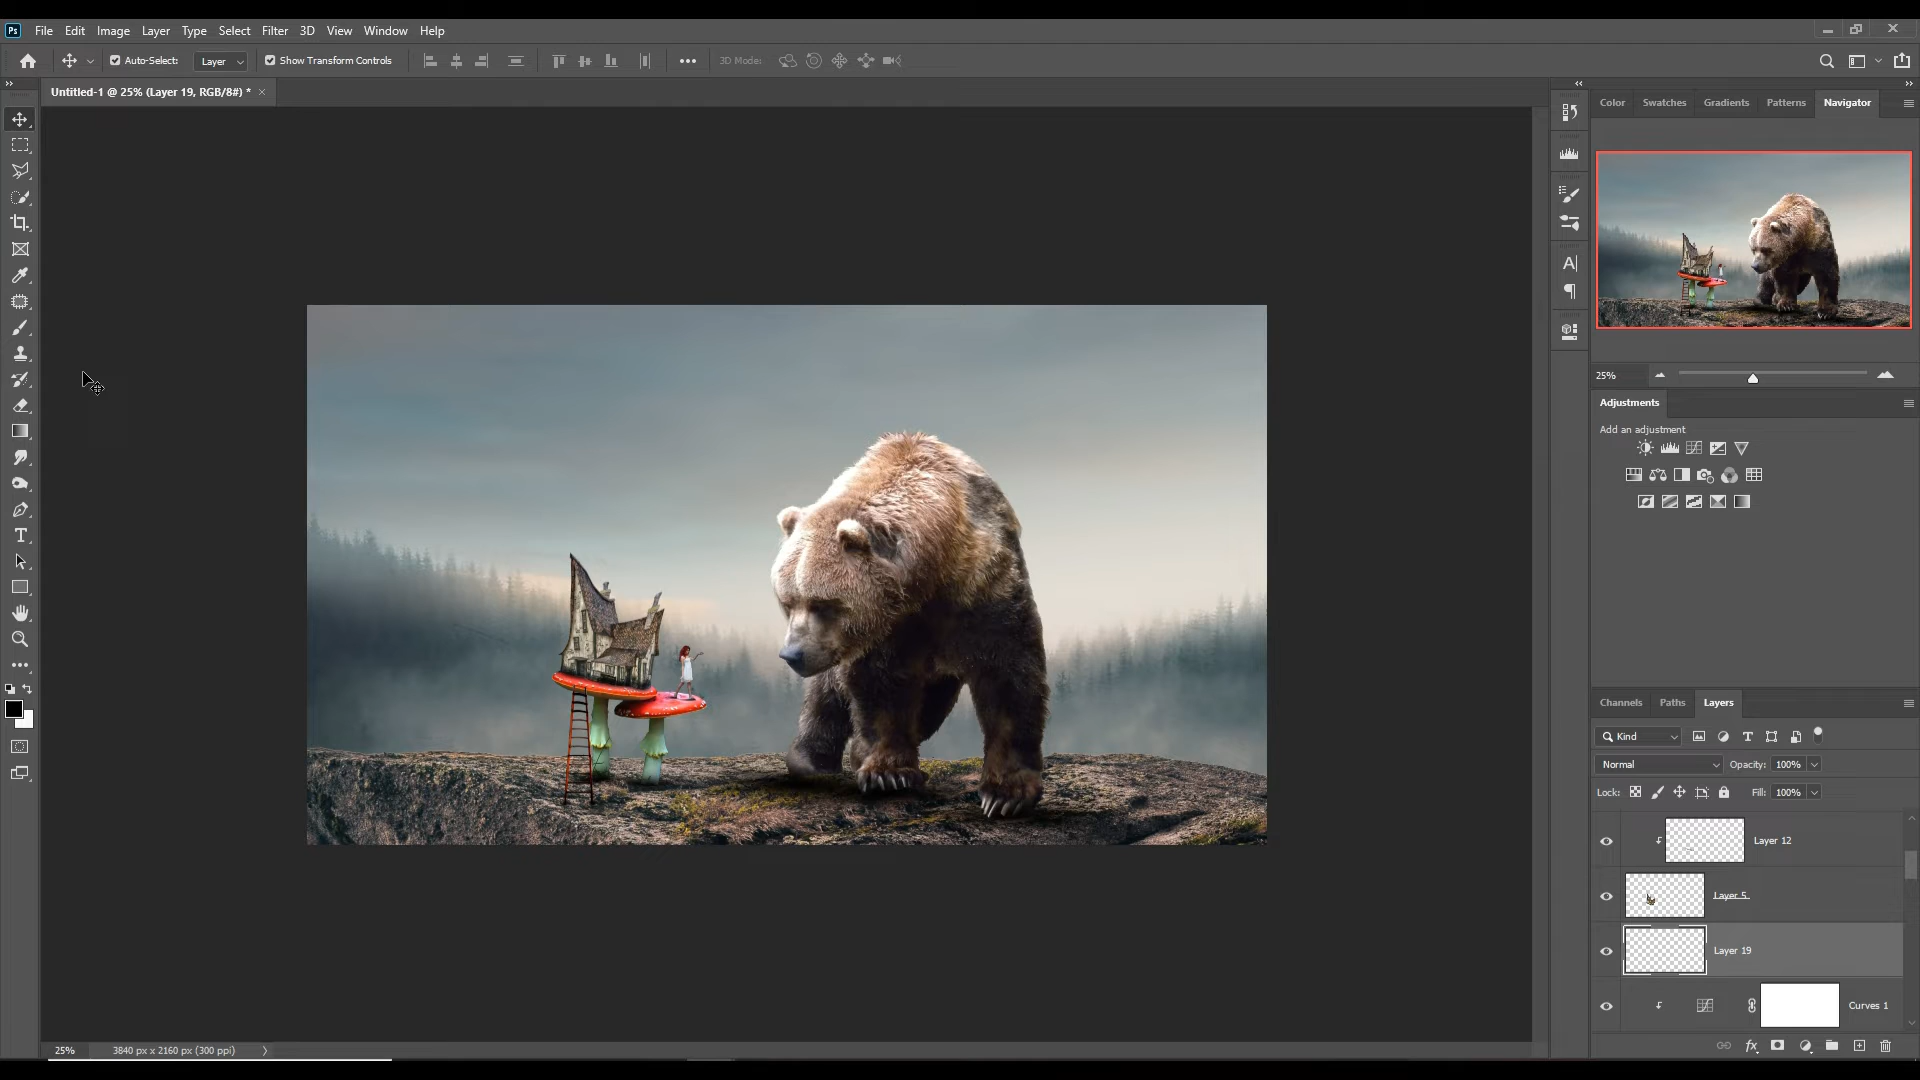 Ps File Edit Image Layer Type Select Filter 3D View Window Help
Auto-Select: Layer Show Transform Controls 3D Mode:
Untitled-1 @ 25% (Layer 19, RGB/8#) *
Color Swatches Gradients Patterns Navigator
25%
Adjustments
Add an adjustment
Channels Paths Layers
Kind
Normal Opacity: 100%
Lock: Fill: 100%
Layer 12
Layer 5
Layer 19
Curves 1
25% 3840 px x 2160 px (300 ppi)